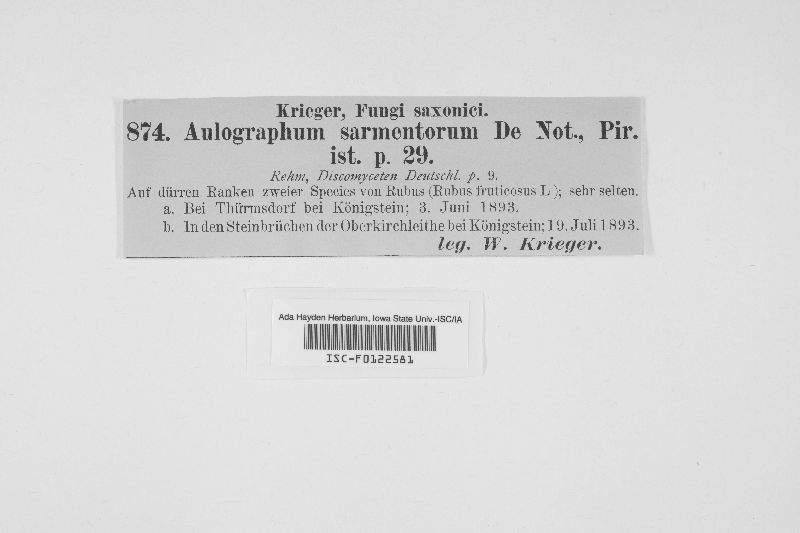 Krieger, Fungi saxonici.
874. Aulographum sarmentorum De Not., Pir.
ist. p. 29.
Rehm, Discomyceten Deutschl. p. 9.
Auf dürren Ranken zweier Species von Rubus (Rubus fruticosus L.); sehr selten.
a. Bei Thürmsdorf bei Königstein; 3. Juni 1893.
b. In den Steinbrüchen der Oberkirchleithe bei Königstein; 19. Juli 1893.
leg. W. Krieger.
Ada Hayden Herbarium, Iowa State Univ.-ISC/IA
ISC-F0122581